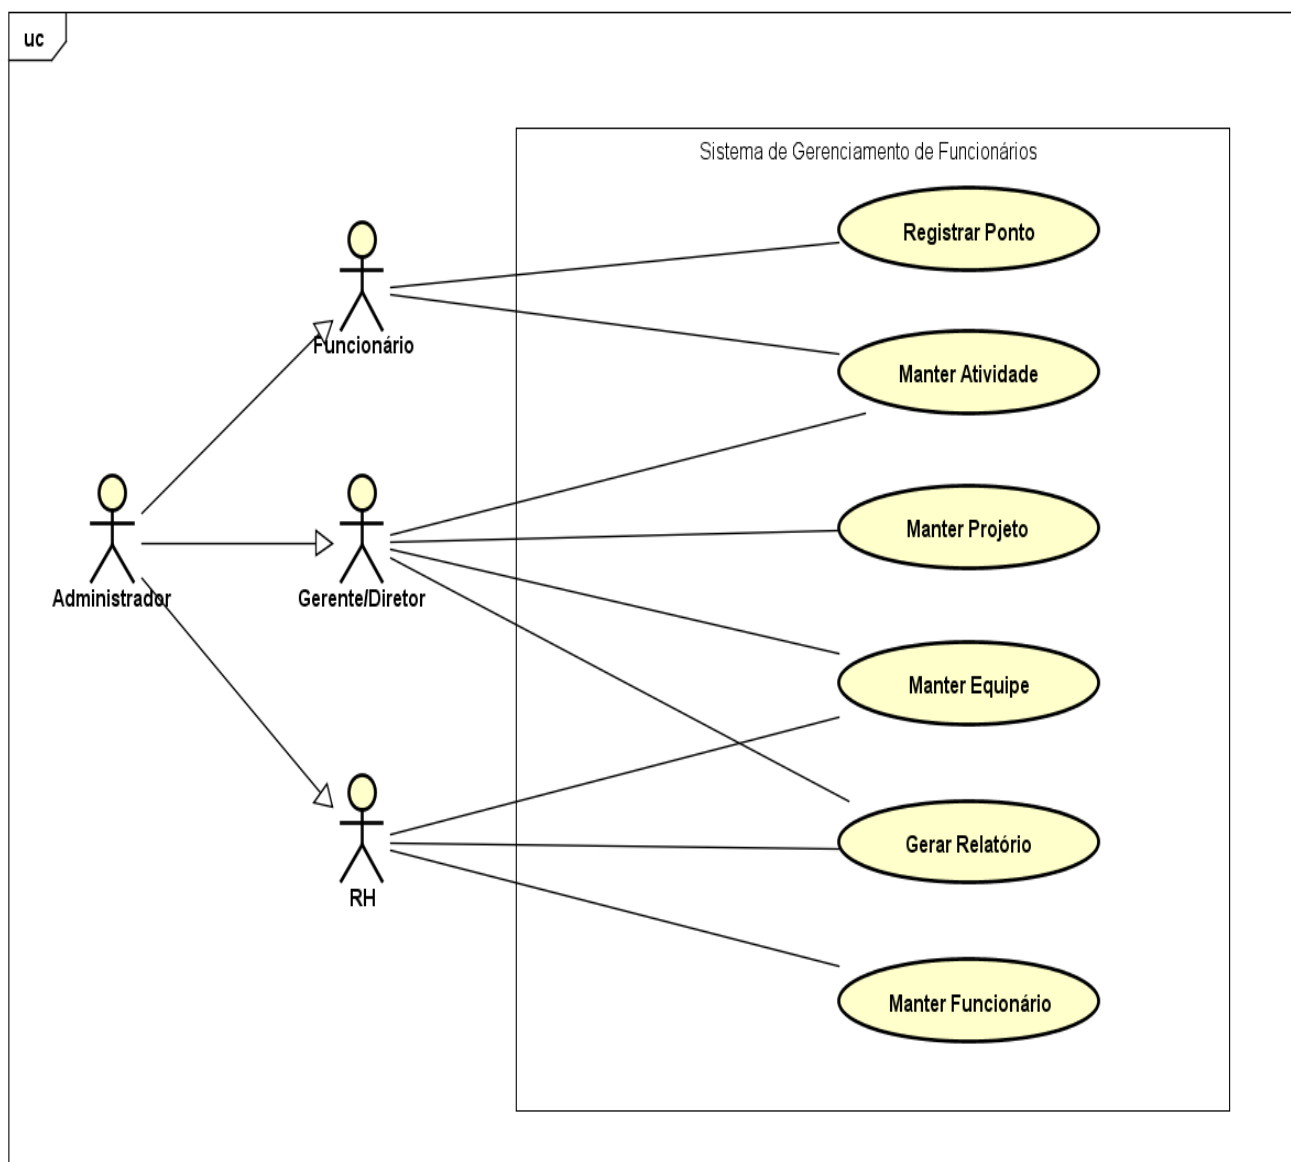 uc
Sistema de Gerenciamento de Funcionários
Registrar Ponto
Funcionário
Manter Atividade
Manter Projeto
Administrador
Gerente/Diretor
Manter Equipe
Gerar Relatório
RH
Manter Funcionário